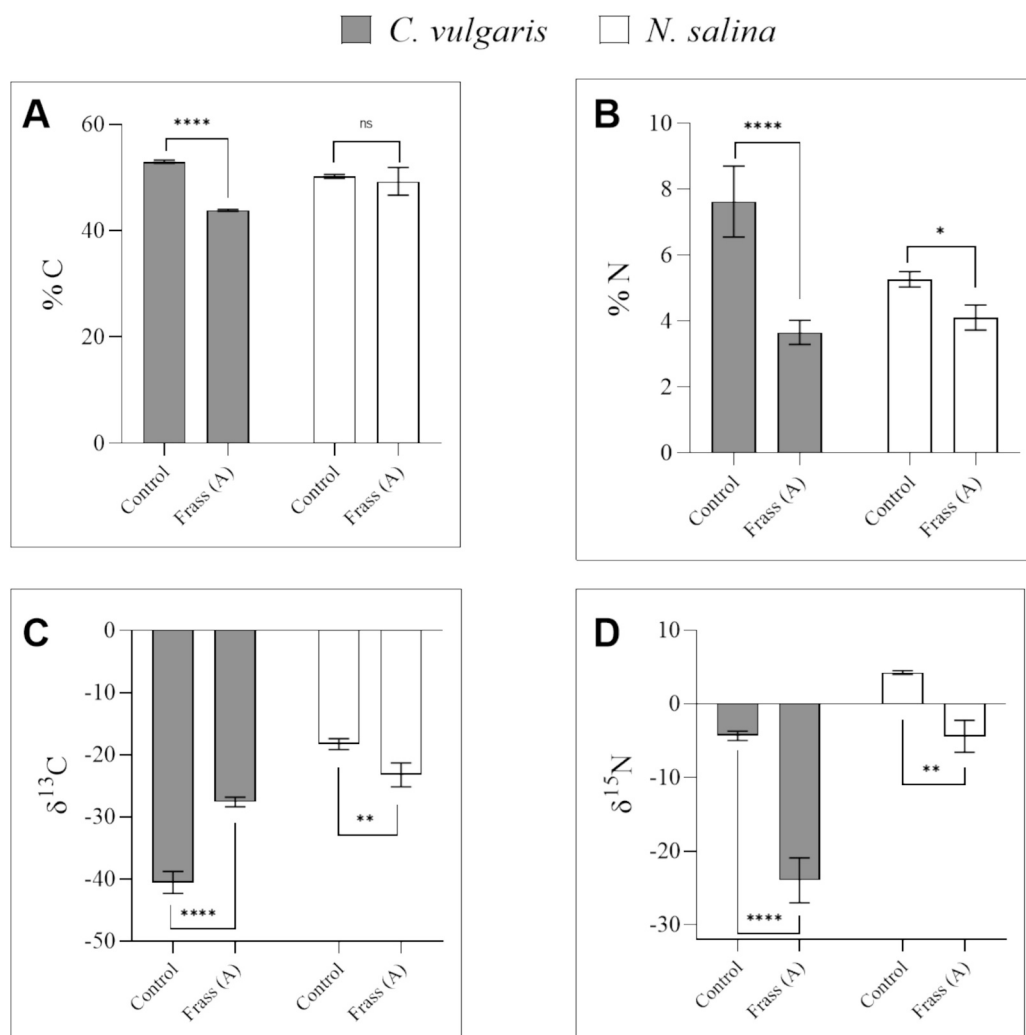 C. vulgaris N. salina
A
% C
60
40
20
0
**** ns
Control Frass (A) Control Frass (A)
B
% N
10
8
6
4
2
0
**** *
Control Frass (A) Control Frass (A)
C
δ¹³C
0
-10
-20
-30
-40
-50
**** **
Control Frass (A) Control Frass (A)
D
δ¹⁵N
10
0
-10
-20
-30
**** **
Control Frass (A) Control Frass (A)